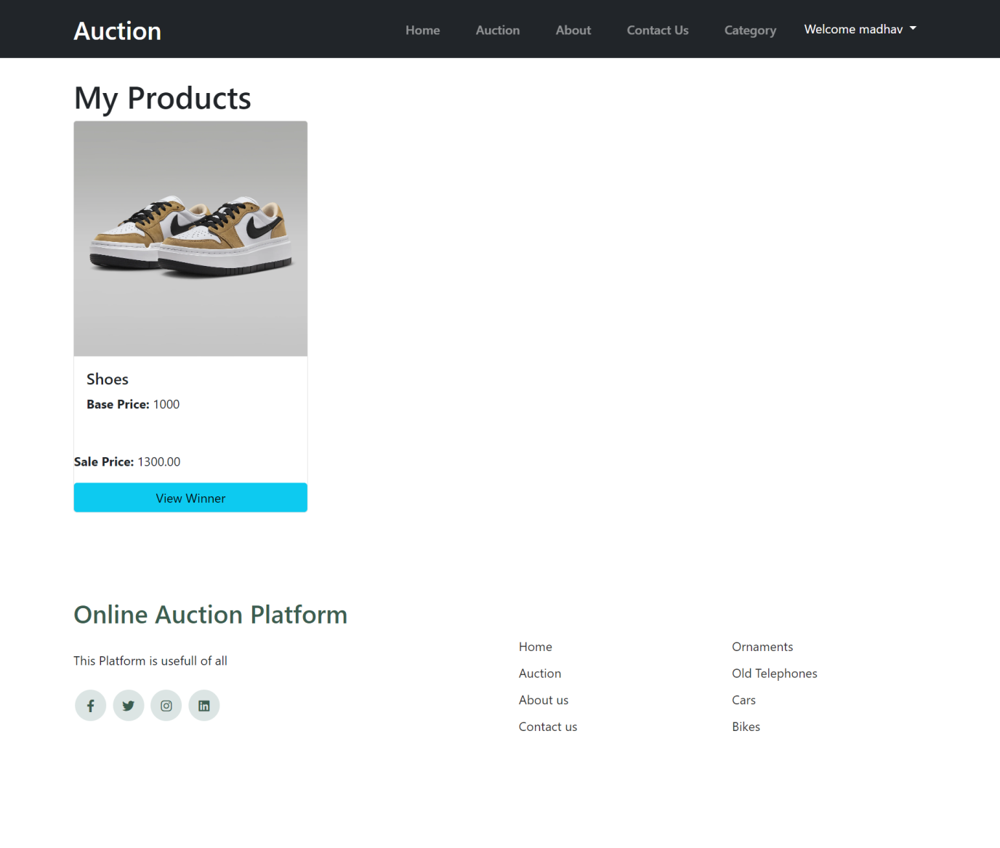 Auction
Home
Auction
About
Contact Us
Category
Welcome madhav
My Products
Shoes
Base Price: 1000
Sale Price: 1300.00
View Winner
Online Auction Platform
This Platform is usefull of all
Home
Auction
About us
Contact us
Ornaments
Old Telephones
Cars
Bikes